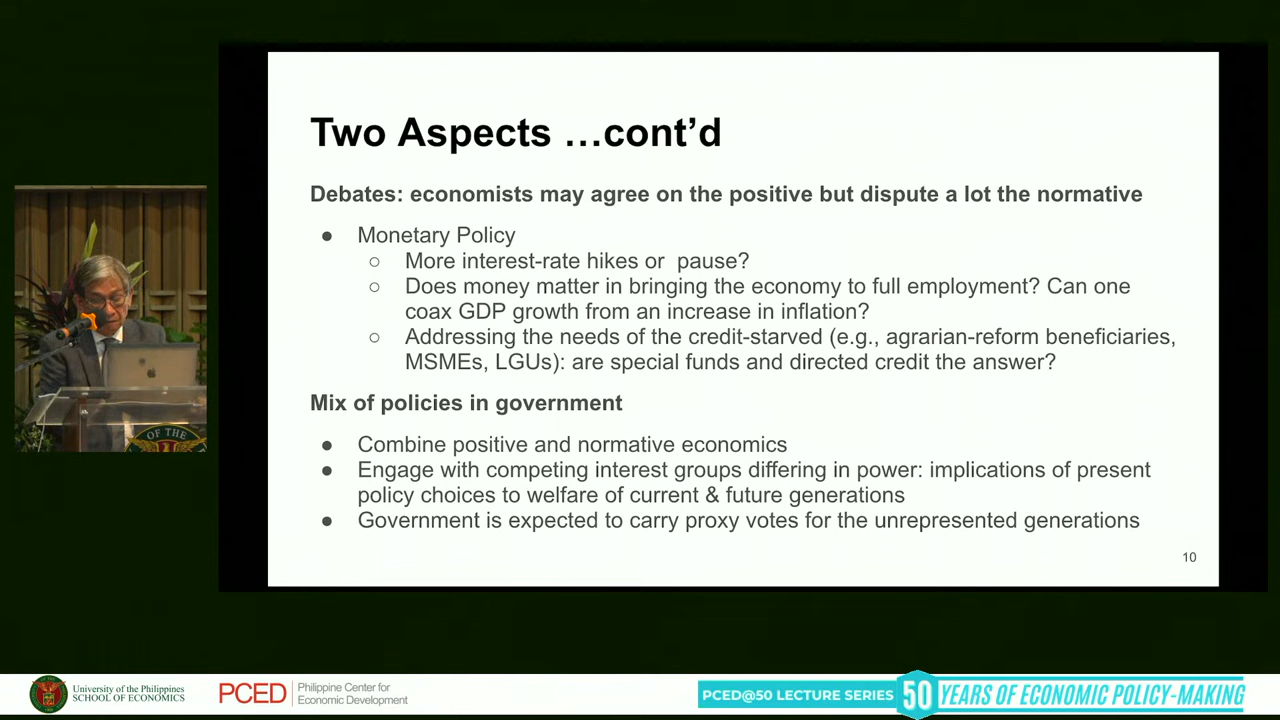 Two Aspects …cont’d
Debates: economists may agree on the positive but dispute a lot the normative
● Monetary Policy
○ More interest-rate hikes or  pause?
○ Does money matter in bringing the economy to full employment? Can one
coax GDP growth from an increase in inflation?
○ Addressing the needs of the credit-starved (e.g., agrarian-reform beneficiaries,
MSMEs, LGUs): are special funds and directed credit the answer?
Mix of policies in government
● Combine positive and normative economics
● Engage with competing interest groups differing in power: implications of present
policy choices to welfare of current & future generations
● Government is expected to carry proxy votes for the unrepresented generations
10
OF THE
University of the Philippines
SCHOOL OF ECONOMICS
PCED
Philippine Center for
Economic Development
PCED@50 LECTURE SERIES
50 YEARS OF ECONOMIC POLICY-MAKING